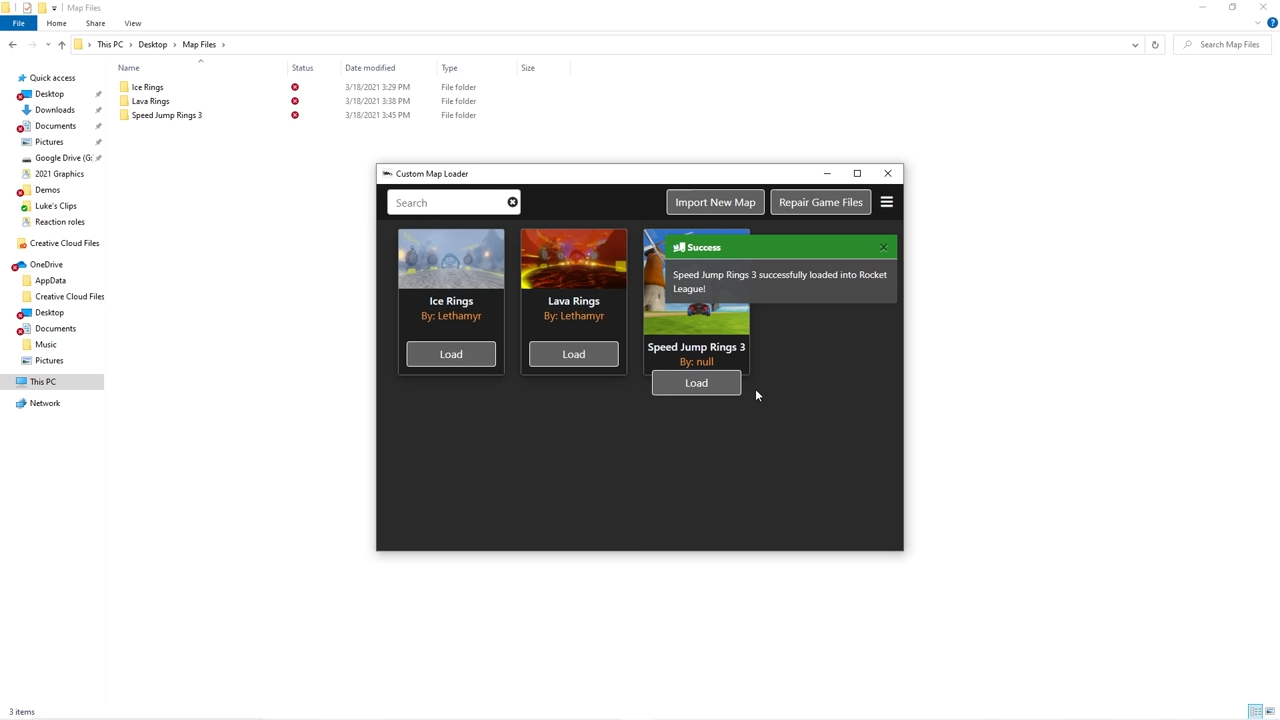 Map Files
File
Home
Share
View
This PC
Desktop
Map Files
Search Map Files
Name
Status
Date modified
Type
Size
Ice Rings
3/18/2021 3:29 PM
File folder
Lava Rings
3/18/2021 3:38 PM
File folder
Speed Jump Rings 3
3/18/2021 3:45 PM
File folder
Quick access
Desktop
Downloads
Documents
Pictures
Google Drive (G:
2021 Graphics
Demos
Luke's Clips
Reaction roles
Creative Cloud Files
OneDrive
AppData
Creative Cloud Files
Desktop
Documents
Music
Pictures
This PC
Network
3 items
Custom Map Loader
Search
Import New Map
Repair Game Files
Success
Speed Jump Rings 3 successfully loaded into Rocket
League!
Ice Rings
By: Lethamyr
Load
Lava Rings
By: Lethamyr
Load
Speed Jump Rings 3
By: null
Load